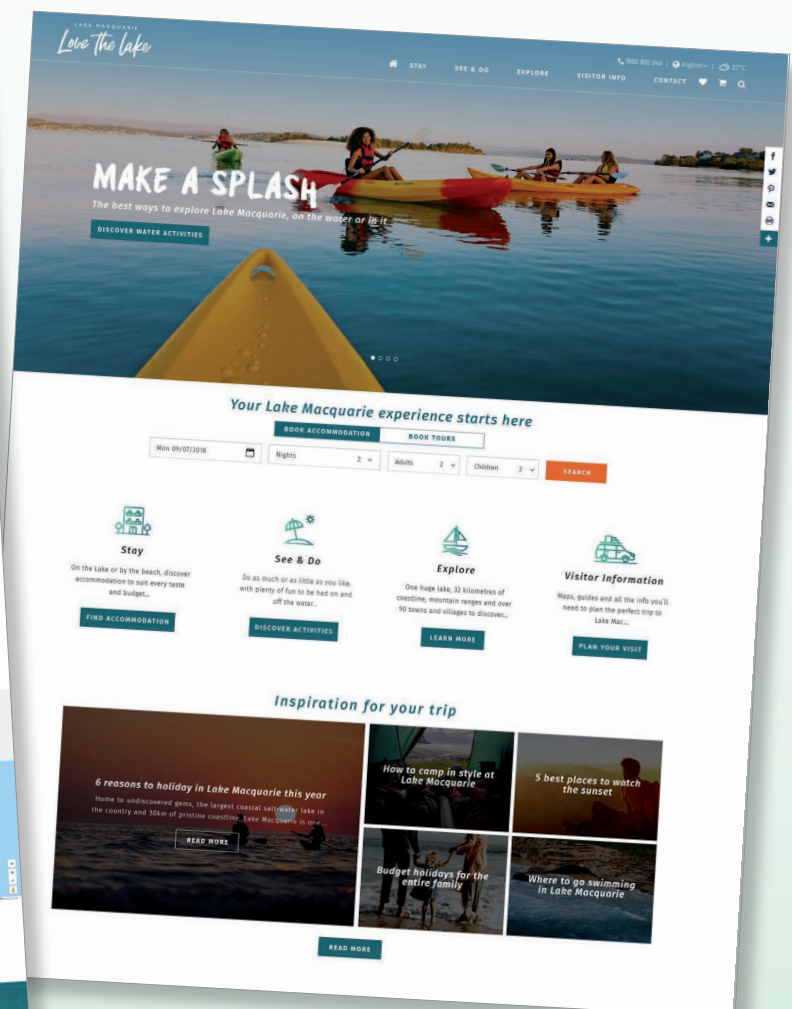 LAKE MACQUARIE
Love The Lake
1800 802 044 | English | 22°C
STAY SEE & DO EXPLORE VISITOR INFO CONTACT
MAKE A SPLASH
The best ways to explore Lake Macquarie, on the water or in it
DISCOVER WATER ACTIVITIES
Your Lake Macquarie experience starts here
BOOK ACCOMMODATION BOOK TOURS
Mon 09/07/2018 Nights 2 Adults 2 Children 2 SEARCH
Stay
On the Lake or by the beach, discover
accommodation to suit every taste
and budget...
FIND ACCOMMODATION
See & Do
Do as much or as little as you like,
with plenty of fun to be had on and
off the water...
DISCOVER ACTIVITIES
Explore
One huge lake, 32 kilometres of
coastline, mountain ranges and over
90 towns and villages to discover...
LEARN MORE
Visitor Information
Maps, guides and all the info you'll
need to plan the perfect trip to
Lake Mac...
PLAN YOUR VISIT
Inspiration for your trip
6 reasons to holiday in Lake Macquarie this year
Home to undiscovered gems, the largest coastal salt water lake in
the country and 30km of pristine coastline, Lake Macquarie is one...
READ MORE
How to camp in style at
Lake Macquarie
5 best places to watch
the sunset
Budget holidays for the
entire family
Where to go swimming
in Lake Macquarie
READ MORE